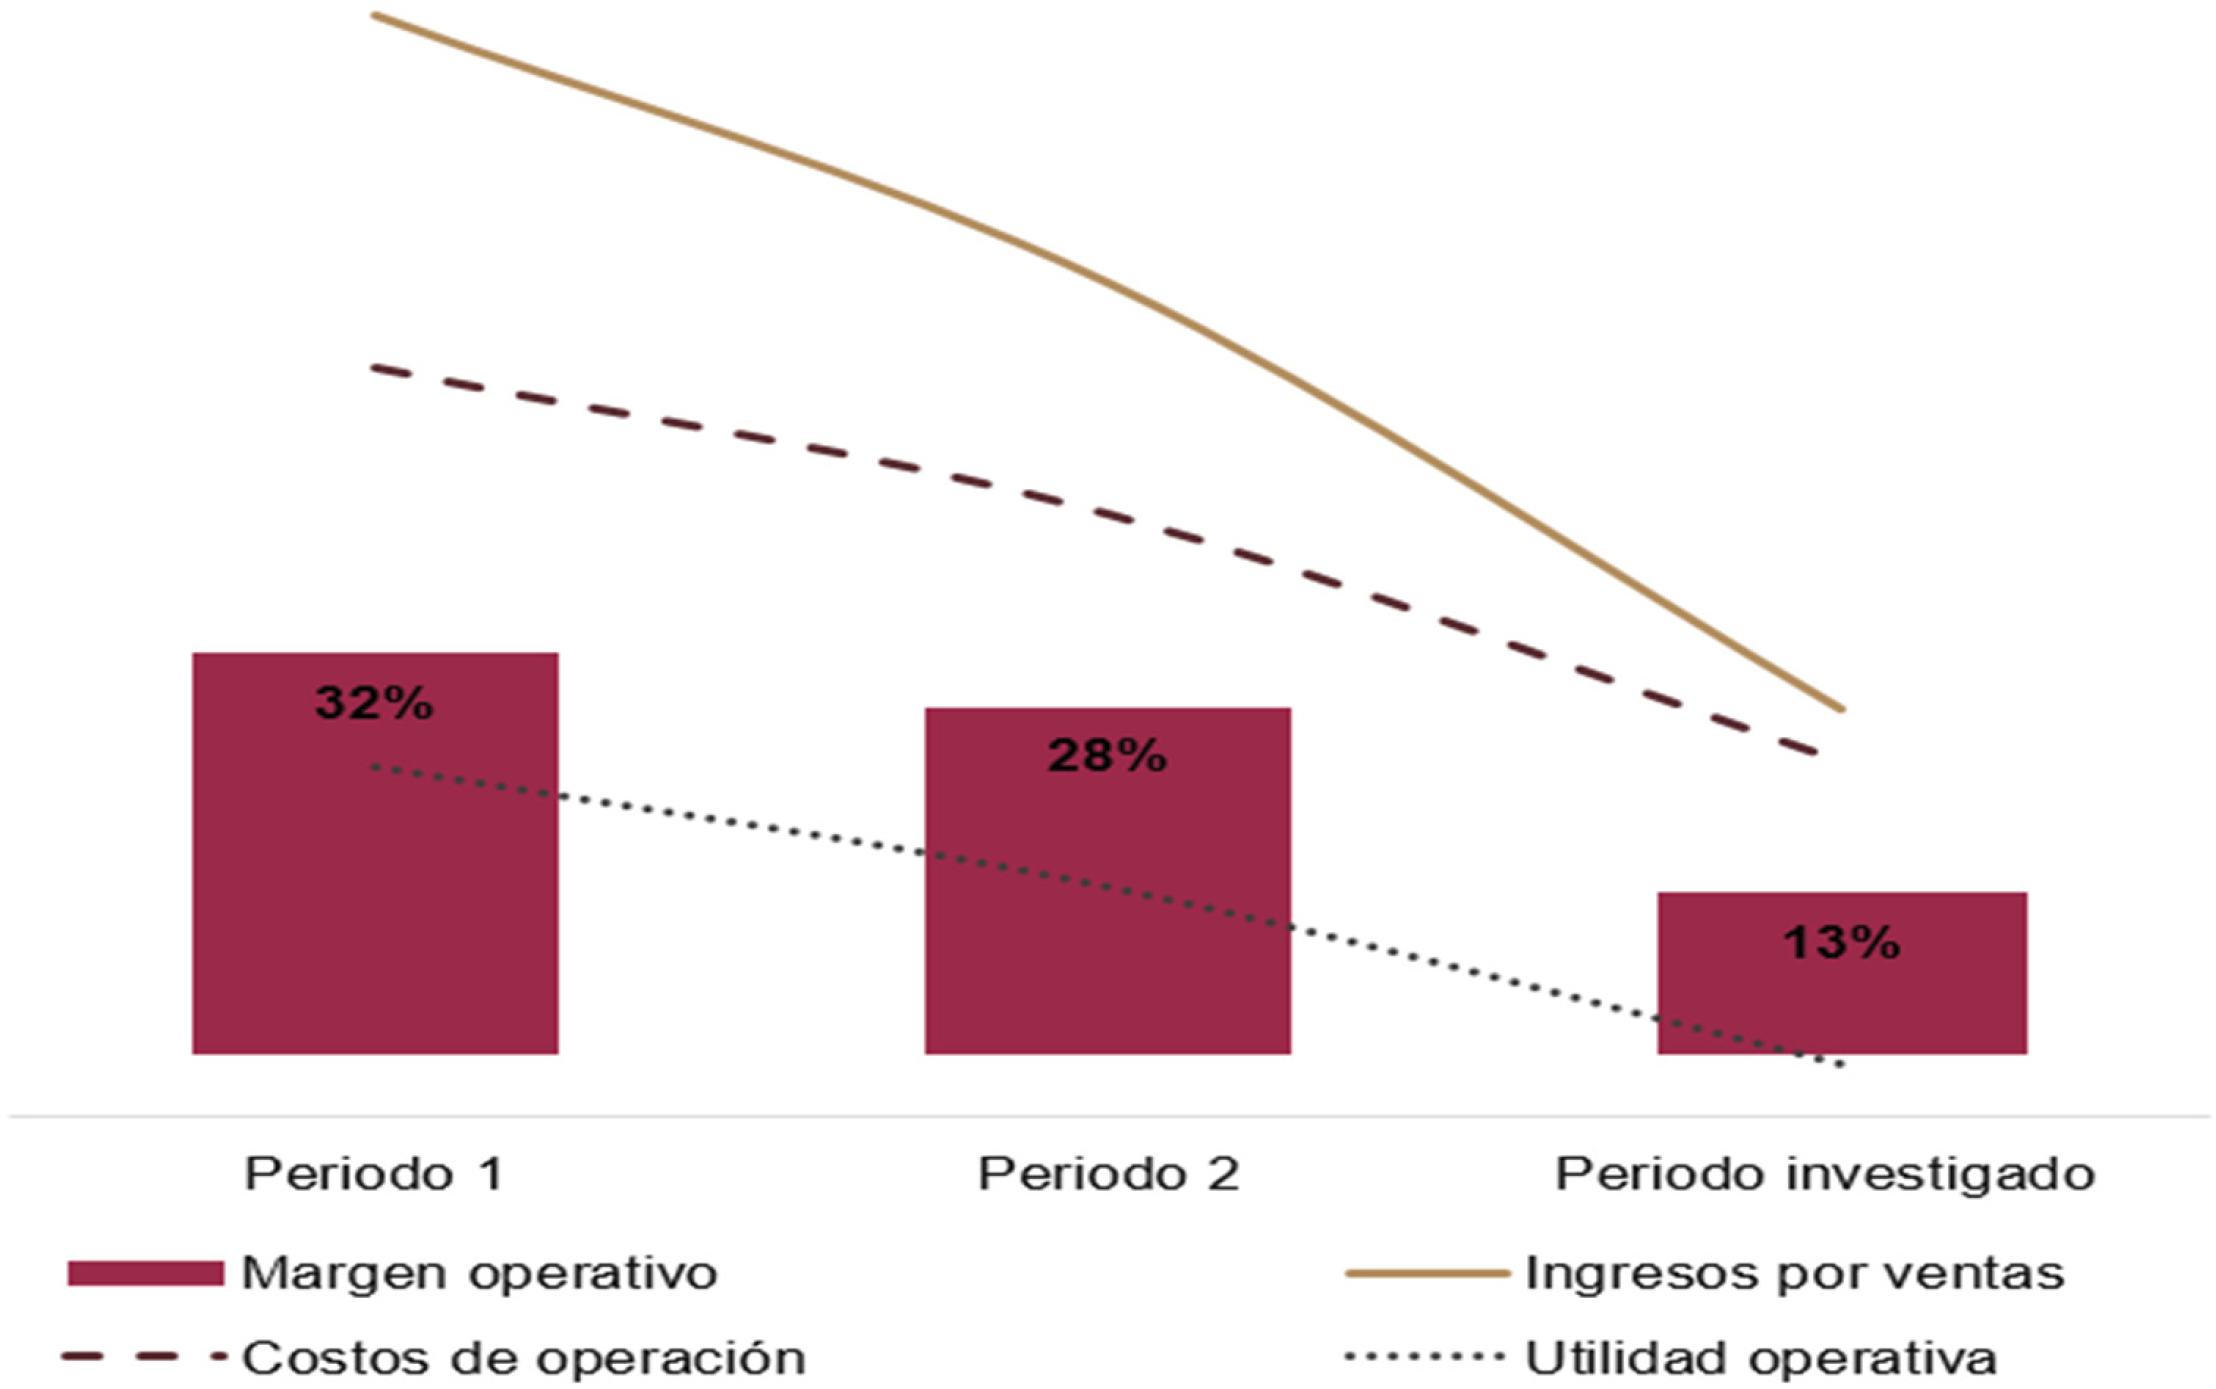 32%
28%
13%
Periodo 1
Periodo 2
Periodo investigado
Margen operativo
Ingresos por ventas
Costos de operación
Utilidad operativa